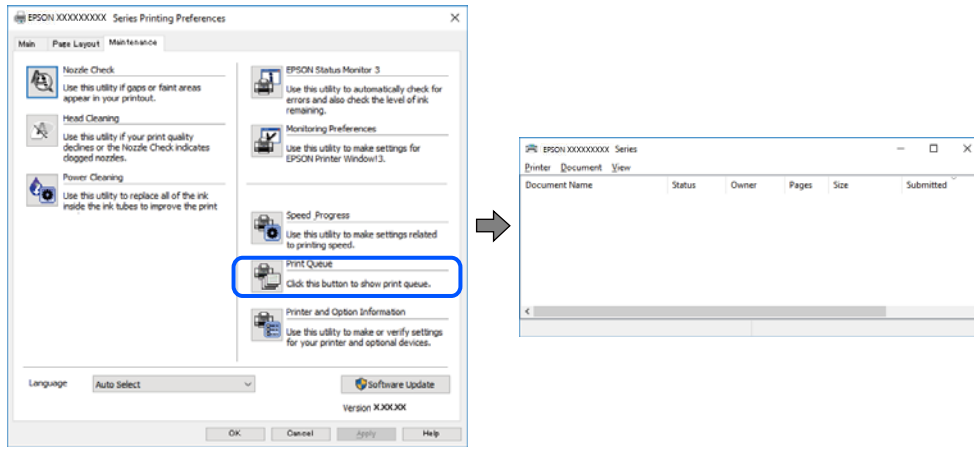 EPSON XXXXXXXXX Series Printing Preferences
Main Page Layout Maintenance
Nozzle Check
Use this utility if gaps or faint areas
appear in your printout.
Head Cleaning
Use this utility if your print quality
declines or the Nozzle Check indicates
clogged nozzles.
Power Cleaning
Use this utility to replace all of the ink
inside the ink tubes to improve the print
EPSON Status Monitor 3
Use this utility to automatically check for
errors and also check the level of ink
remaining.
Monitoring Preferences
Use this utility to make settings for
EPSON Printer Window!3.
Speed Progress
Use this utility to make settings related
to printing speed.
Print Queue
Click this button to show print queue.
Printer and Option Information
Use this utility to make or verify settings
for your printer and optional devices.
Language Auto Select
Software Update
Version X.XX.XX
OK Cancel Apply Help
EPSON XXXXXXXXX Series
Printer Document View
Document Name Status Owner Pages Size Submitted